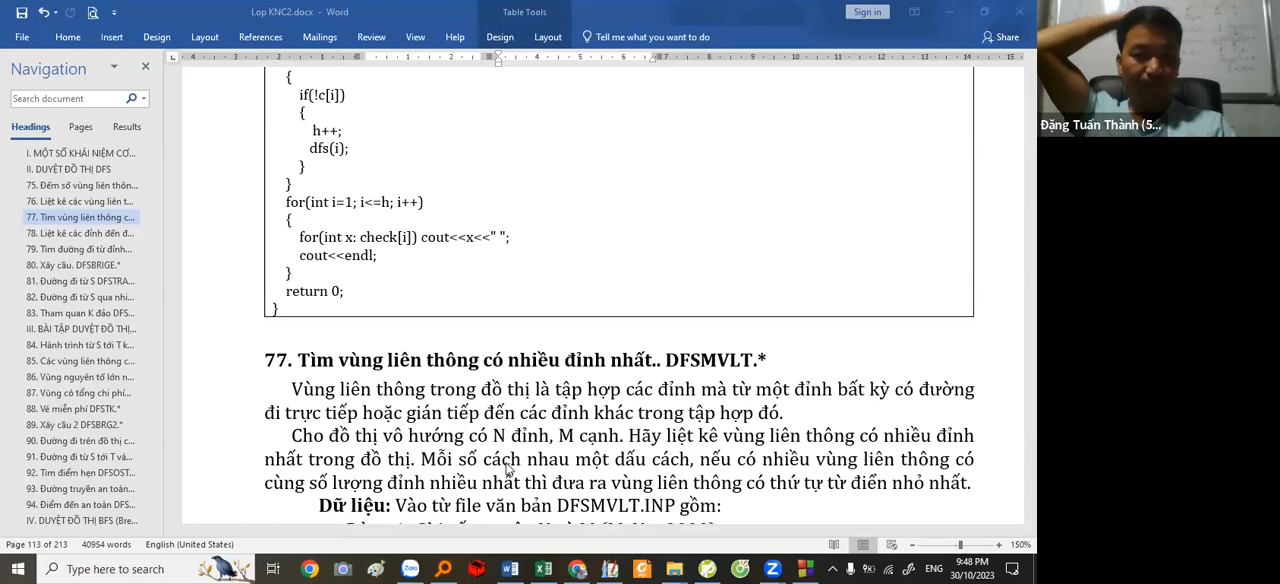 Lop KNC2.docx - Word
Table Tools
Sign in
File Home Insert Design Layout References Mailings Review View Help Design Layout Tell me what you want to do Share
Navigation
Search document
Headings Pages Results
I. MỘT SỐ KHÁI NIỆM CƠ...
II. DUYỆT ĐỒ THỊ DFS
75. Đếm số vùng liên thôn...
76. Liệt kê các vùng liên t...
77. Tìm vùng liên thông c...
78. Liệt kê các đỉnh đến đ...
79. Tìm đường đi từ đỉnh...
80. Xây cầu. DFSBRIGE.*
81. Đường đi từ S DFSTRA...
82. Đường đi từ S qua nhi...
83. Tham quan K đảo DFS...
III. BÀI TẬP DUYỆT ĐỒ THỊ...
84. Hành trình từ S tới T k...
85. Các vùng liên thông c...
86. Vùng nguyên tố lớn n...
87. Vùng có tổng chi phí...
88. Vé miễn phí DFSTK.*
89. Xây cầu 2 DFSBRG2.*
90. Đường đi trên đồ thị c...
91. Đường đi từ S tới T và...
92. Tìm điểm hẹn DFSOST...
93. Đường truyền an toàn...
94. Điểm đến an toàn DFS...
IV. DUYỆT ĐỒ THỊ BFS (Bre...
{
if(!c[i])
{
h++;
dfs(i);
}
}
for(int i=1; i<=h; i++)
{
for(int x: check[i]) cout<<x<<" ";
cout<<endl;
}
return 0;
}
77. Tìm vùng liên thông có nhiều đỉnh nhất.. DFSMVLT.*
Vùng liên thông trong đồ thị là tập hợp các đỉnh mà từ một đỉnh bất kỳ có đường
đi trực tiếp hoặc gián tiếp đến các đỉnh khác trong tập hợp đó.
Cho đồ thị vô hướng có N đỉnh, M cạnh. Hãy liệt kê vùng liên thông có nhiều đỉnh
nhất trong đồ thị. Mỗi số cách nhau một dấu cách, nếu có nhiều vùng liên thông có
cùng số lượng đỉnh nhiều nhất thì đưa ra vùng liên thông có thứ tự từ điển nhỏ nhất.
Dữ liệu: Vào từ file văn bản DFSMVLT.INP gồm:
Đặng Tuấn Thành (5...
Page 113 of 213 40954 words English (United States) 150%
Type here to search
ENG
9:48 PM
30/10/2023